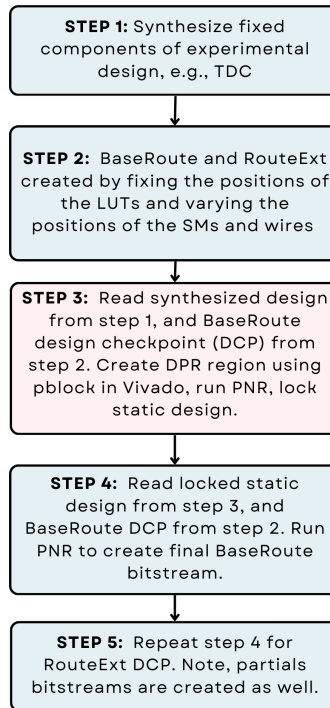 STEP 1: Synthesize fixed
components of experimental
design, e.g., TDC
STEP 2: BaseRoute and RouteExt
created by fixing the positions of
the LUTs and varying the
positions of the SMs and wires
STEP 3: Read synthesized design
from step 1, and BaseRoute
design checkpoint (DCP) from
step 2. Create DPR region using
pblock in Vivado, run PNR, lock
static design.
STEP 4: Read locked static
design from step 3, and
BaseRoute DCP from step 2. Run
PNR to create final BaseRoute
bitstream.
STEP 5: Repeat step 4 for
RouteExt DCP. Note, partials
bitstreams are created as well.